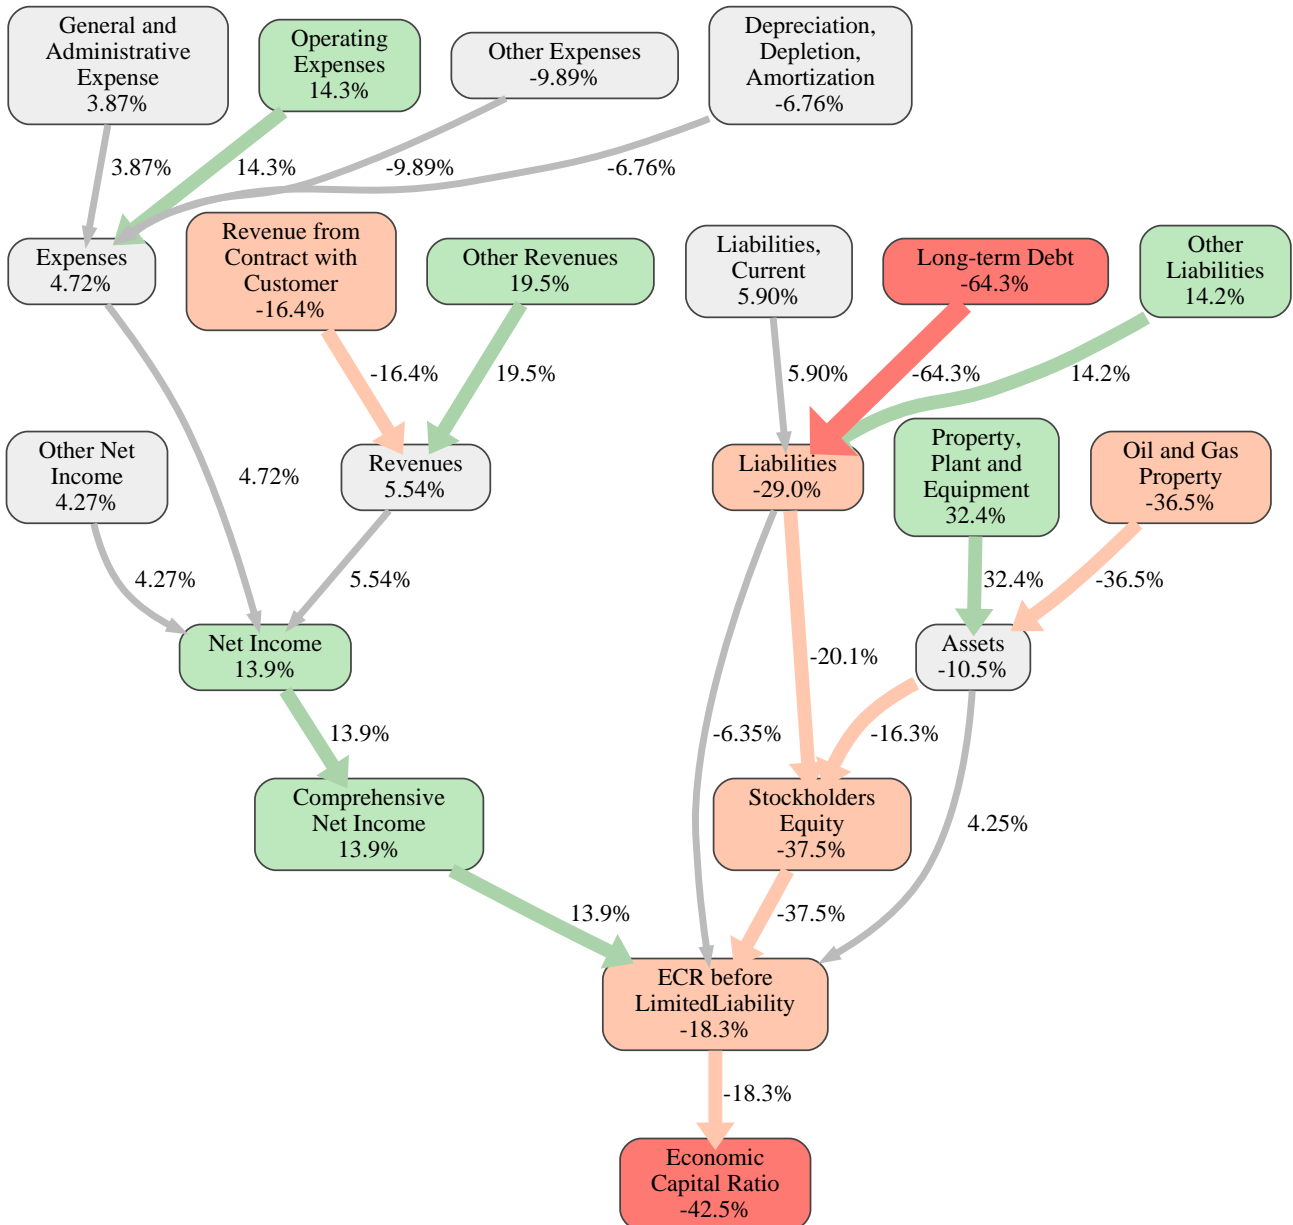 General and
Administrative
Expense
3.87%
Operating
Expenses
14.3%
Other Expenses
-9.89%
Depreciation,
Depletion,
Amortization
-6.76%
3.87%
14.3%
-9.89%
-6.76%
Expenses
4.72%
Revenue from
Contract with
Customer
-16.4%
Other Revenues
19.5%
Liabilities,
Current
5.90%
Long-term Debt
-64.3%
Other
Liabilities
14.2%
-16.4%
19.5%
5.90%
-64.3%
14.2%
Other Net
Income
4.27%
4.72%
Revenues
5.54%
Liabilities
-29.0%
Property,
Plant and
Equipment
32.4%
Oil and Gas
Property
-36.5%
4.27%
5.54%
32.4%
-36.5%
Net Income
13.9%
-20.1%
Assets
-10.5%
13.9%
-6.35%
-16.3%
Comprehensive
Net Income
13.9%
Stockholders
Equity
-37.5%
4.25%
13.9%
-37.5%
ECR before
LimitedLiability
-18.3%
-18.3%
Economic
Capital Ratio
-42.5%